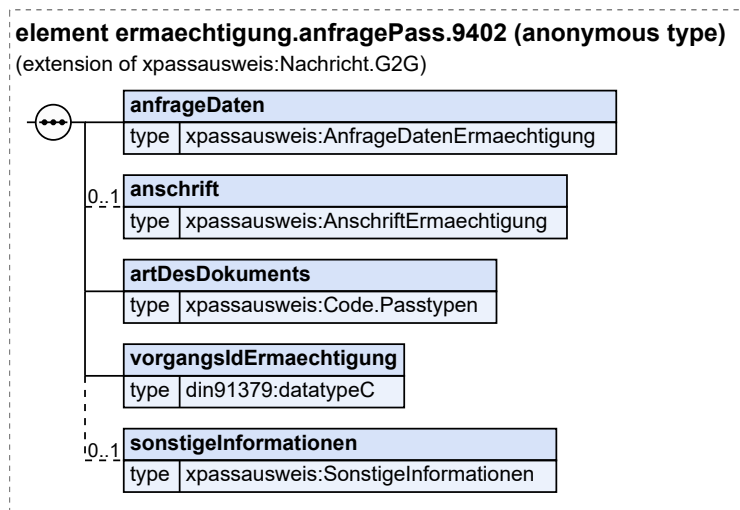 element ermaechtigung.anfragePass.9402 (anonymous type)
(extension of xpassausweis:Nachricht.G2G)
anfrageDaten
type xpassausweis:AnfrageDatenErmaechtigung
0..1 anschrift
type xpassausweis:AnschriftErmaechtigung
artDesDokuments
type xpassausweis:Code.Passtypen
vorgangsIdErmaechtigung
type din91379:datatypeC
0..1 sonstigeInformationen
type xpassausweis:SonstigeInformationen